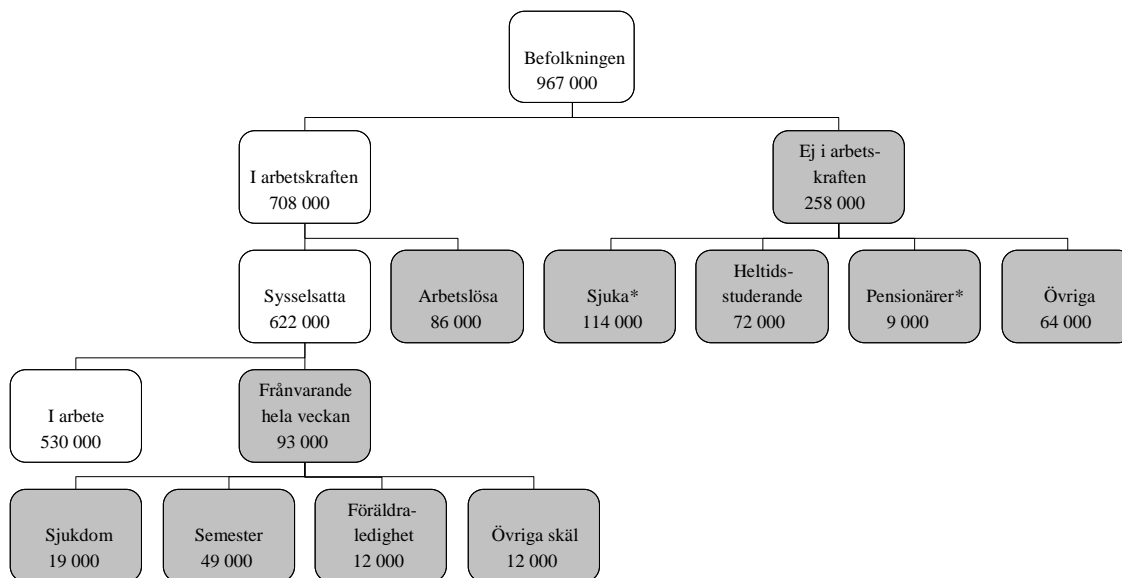 Befolkningen
967 000
I arbetskraften
708 000
Ej i arbets-
kraften
258 000
Sysselsatta
622 000
Arbetslösa
86 000
Sjuka*
114 000
Heltids-
studerande
72 000
Pensionärer*
9 000
Övriga
64 000
I arbete
530 000
Frånvarande
hela veckan
93 000
Sjukdom
19 000
Semester
49 000
Föräldra-
ledighet
12 000
Övriga skäl
12 000